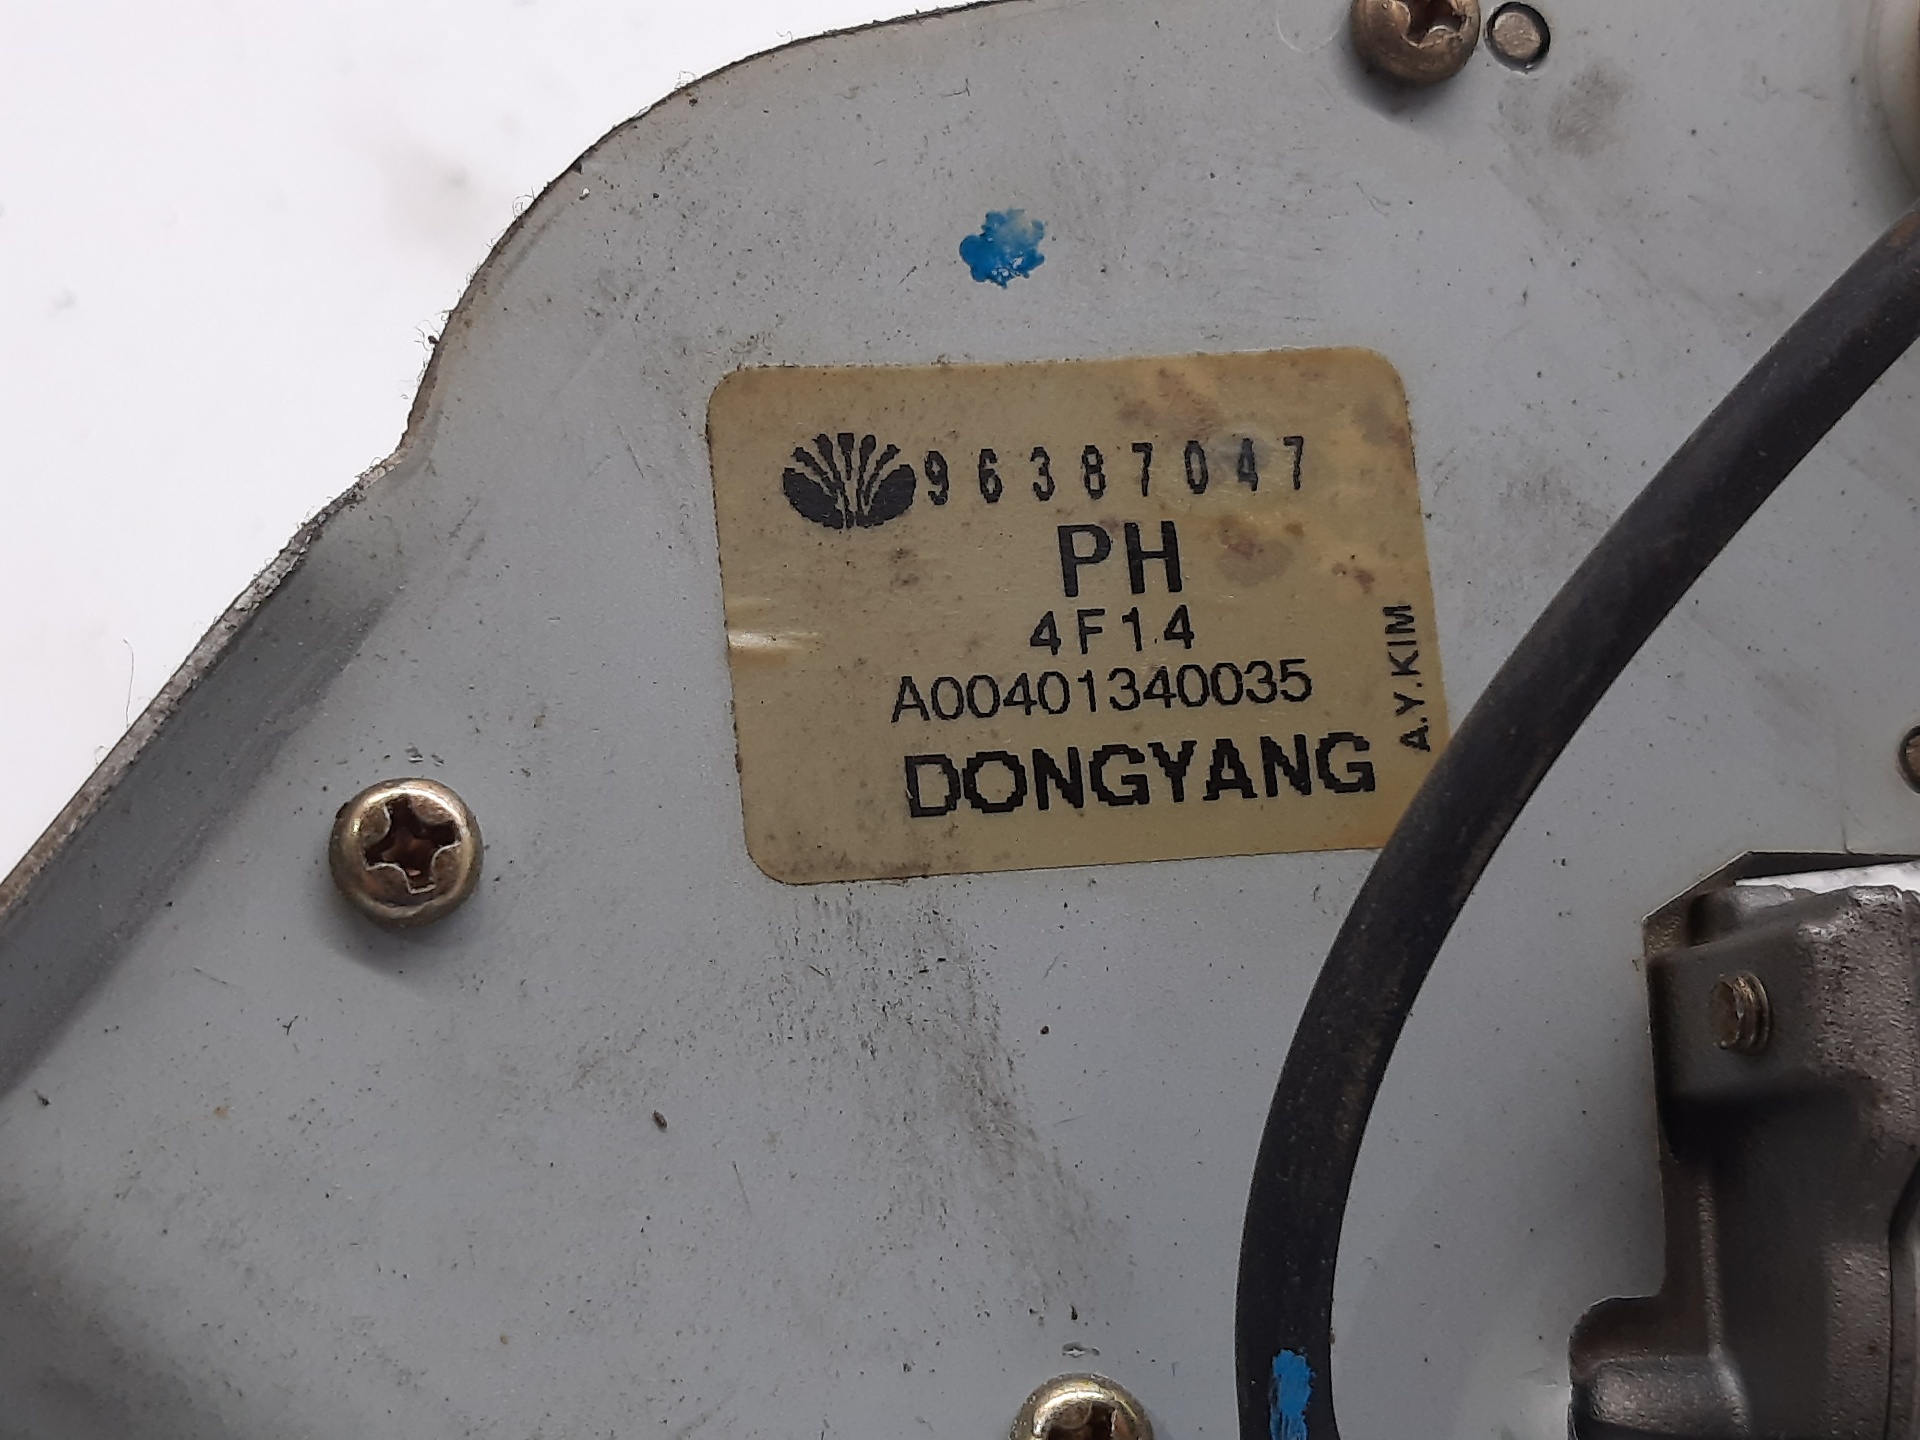 96387047
PH
4F14
A00401340035
DONGYANG
A.Y.KIM